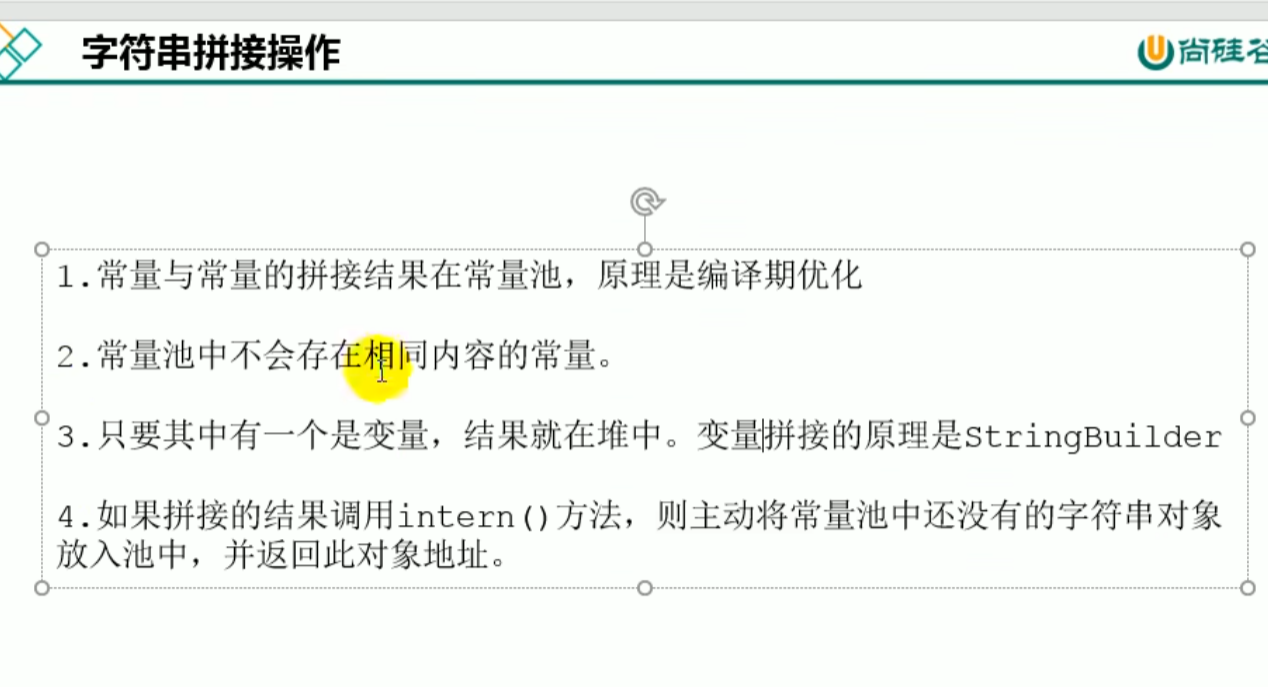 字符串拼接操作
尚硅谷
1.常量与常量的拼接结果在常量池，原理是编译期优化
2.常量池中不会存在相同内容的常量。
3.只要其中有一个是变量，结果就在堆中。变量拼接的原理是StringBuilder
4.如果拼接的结果调用intern()方法，则主动将常量池中还没有的字符串对象
放入池中，并返回此对象地址。